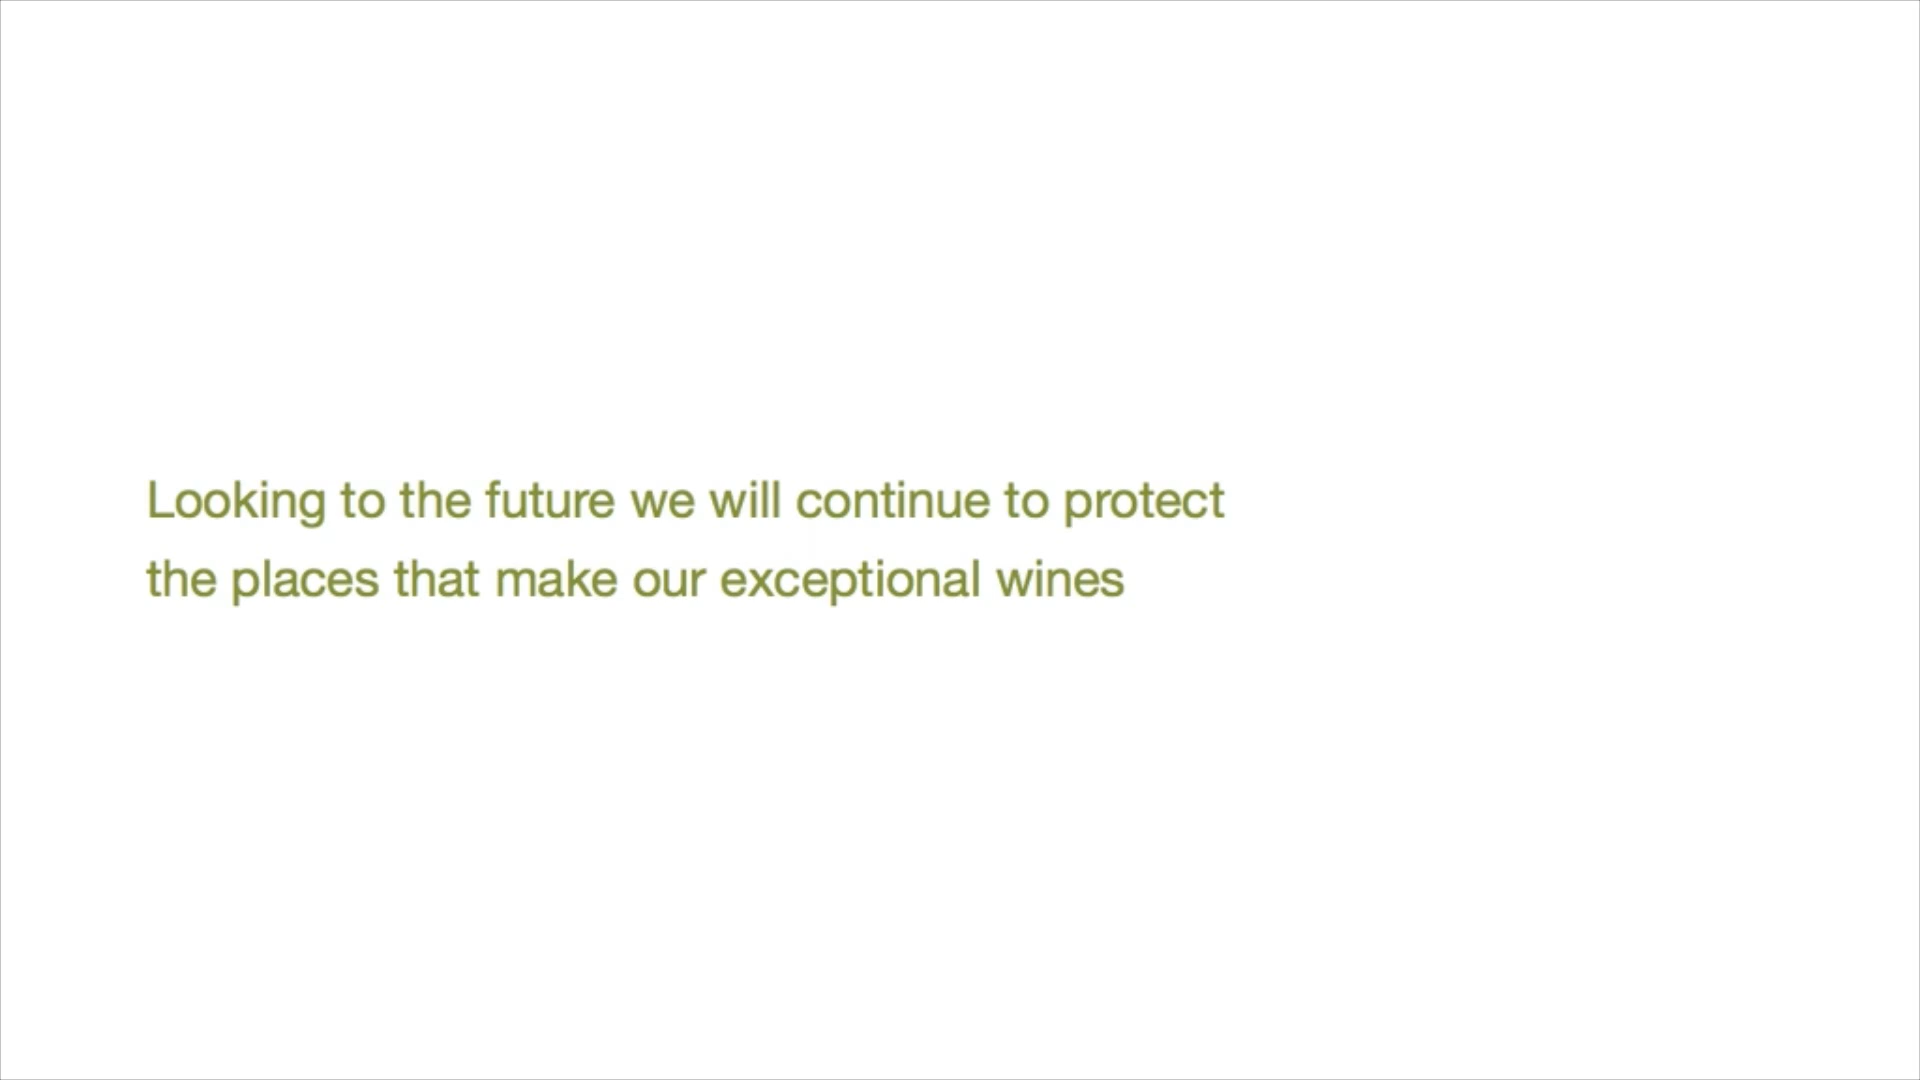 Looking to the future we will continue to protect
the places that make our exceptional wines